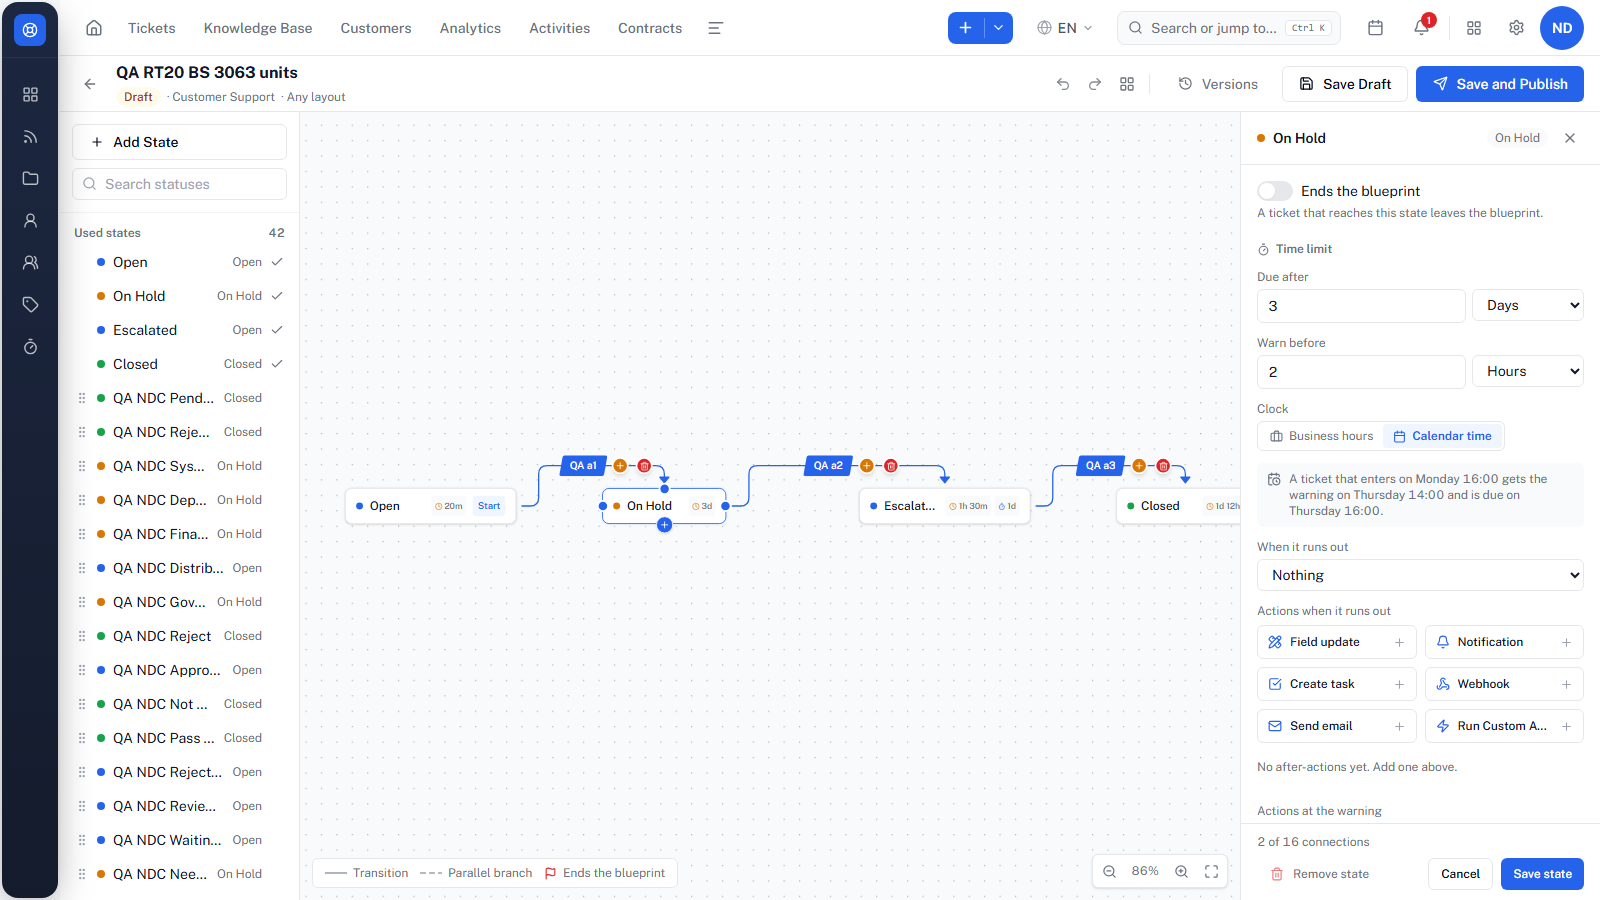 Tickets
Knowledge Base
Customers
Analytics
Activities
Contracts
EN
Search or jump to...
Ctrl K
1
ND
QA RT20 BS 3063 units
Draft · Customer Support · Any layout
Versions
Save Draft
Save and Publish
Add State
Search statuses
Used states 42
Open Open
On Hold On Hold
Escalated Open
Closed Closed
QA NDC Pend... Closed
QA NDC Reje... Closed
QA NDC Sys... On Hold
QA NDC Dep... On Hold
QA NDC Fina... On Hold
QA NDC Distrib... Open
QA NDC Gov... On Hold
QA NDC Reject Closed
QA NDC Appro... Open
QA NDC Not ... Closed
QA NDC Pass ... Closed
QA NDC Reject... Open
QA NDC Revie... Open
QA NDC Waitin... Open
QA NDC Nee... On Hold
QA a1
QA a2
QA a3
Open 20m Start
On Hold 3d
Escalat... 1h 30m 1d
Closed 1d 12h
Transition
Parallel branch
Ends the blueprint
86%
On Hold On Hold
Ends the blueprint
A ticket that reaches this state leaves the blueprint.
Time limit
Due after
3 Days
Warn before
2 Hours
Clock
Business hours Calendar time
A ticket that enters on Monday 16:00 gets the
warning on Thursday 14:00 and is due on
Thursday 16:00.
When it runs out
Nothing
Actions when it runs out
Field update Notification
Create task Webhook
Send email Run Custom A...
No after-actions yet. Add one above.
Actions at the warning
2 of 16 connections
Remove state
Cancel
Save state